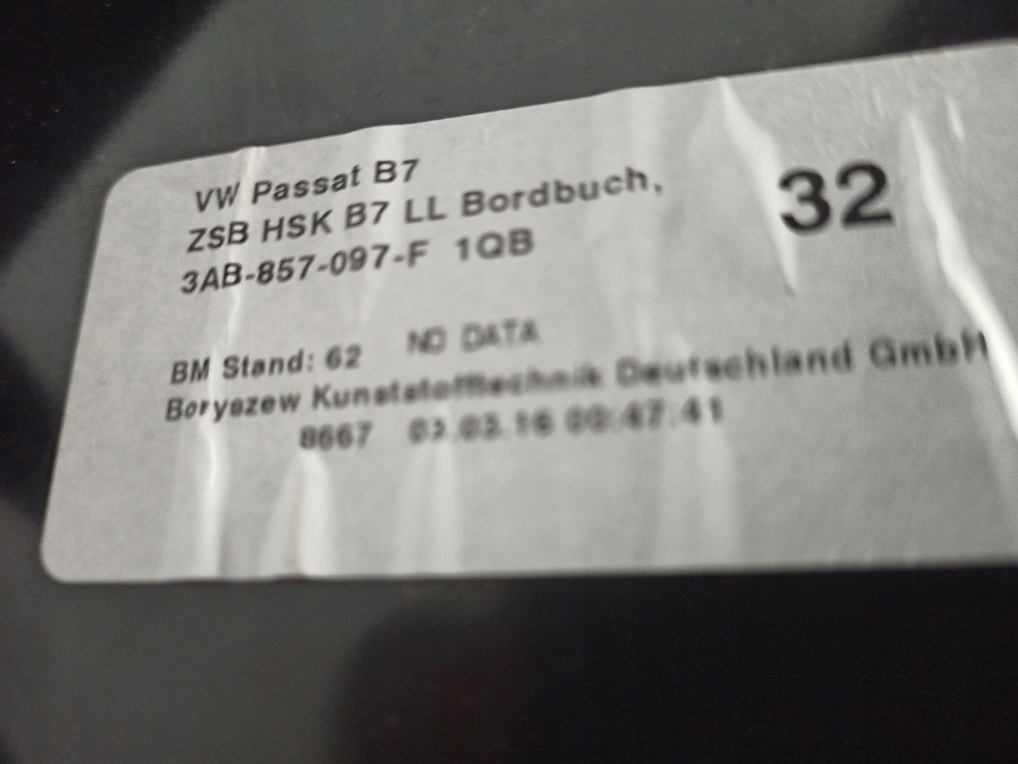 VW Passat B7
ZSB HSK B7 LL Bordbuch,
3AB-857-097-F 1QB
32
BM Stand: 62 NO DATA
Boryszew Kunststofftechnik Deutschland GmbH
8667